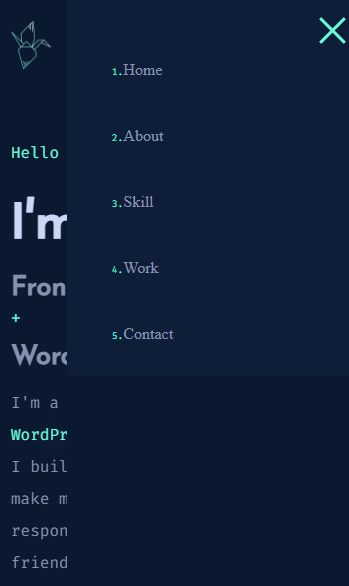 1.Home
2.About
3.Skill
4.Work
5.Contact
Hello
I'm
Fron
+
Word
I'm a
WordPr
I buil
make m
respon
friend